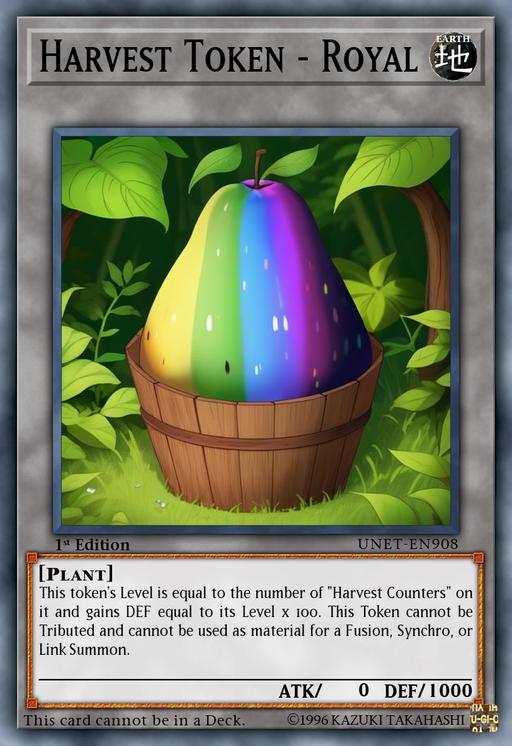 Harvest Token - Royal
EARTH
地
1st Edition
UNET-EN908
[Plant]
This token's Level is equal to the number of "Harvest Counters" on
it and gains DEF equal to its Level x 100. This Token cannot be
Tributed and cannot be used as material for a Fusion, Synchro, or
Link Summon.
ATK/ 0 DEF/1000
This card cannot be in a Deck.
©1996 KAZUKI TAKAHASHI